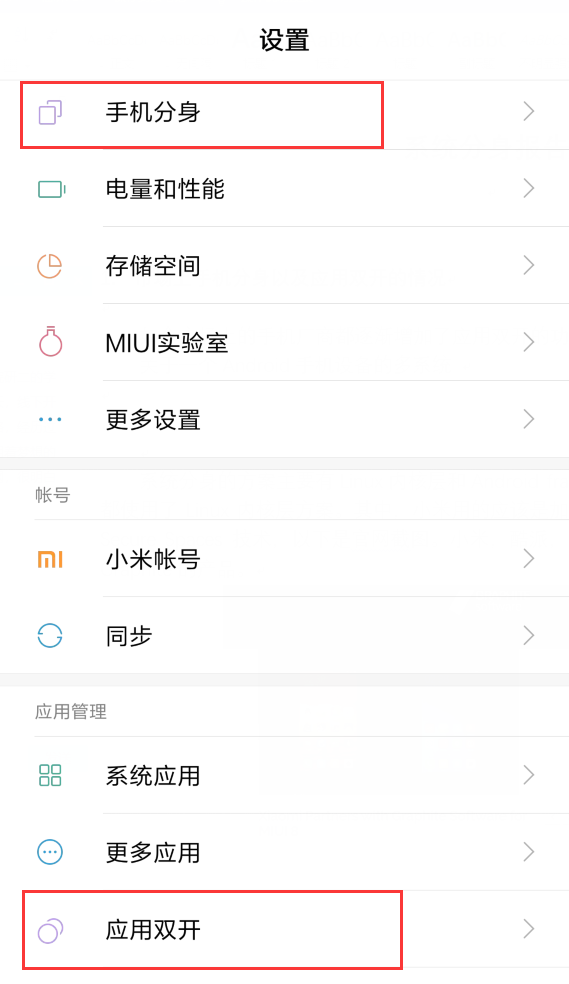 设置
手机分身
电量和性能
存储空间
MIUI实验室
更多设置
帐号
小米帐号
同步
应用管理
系统应用
更多应用
应用双开